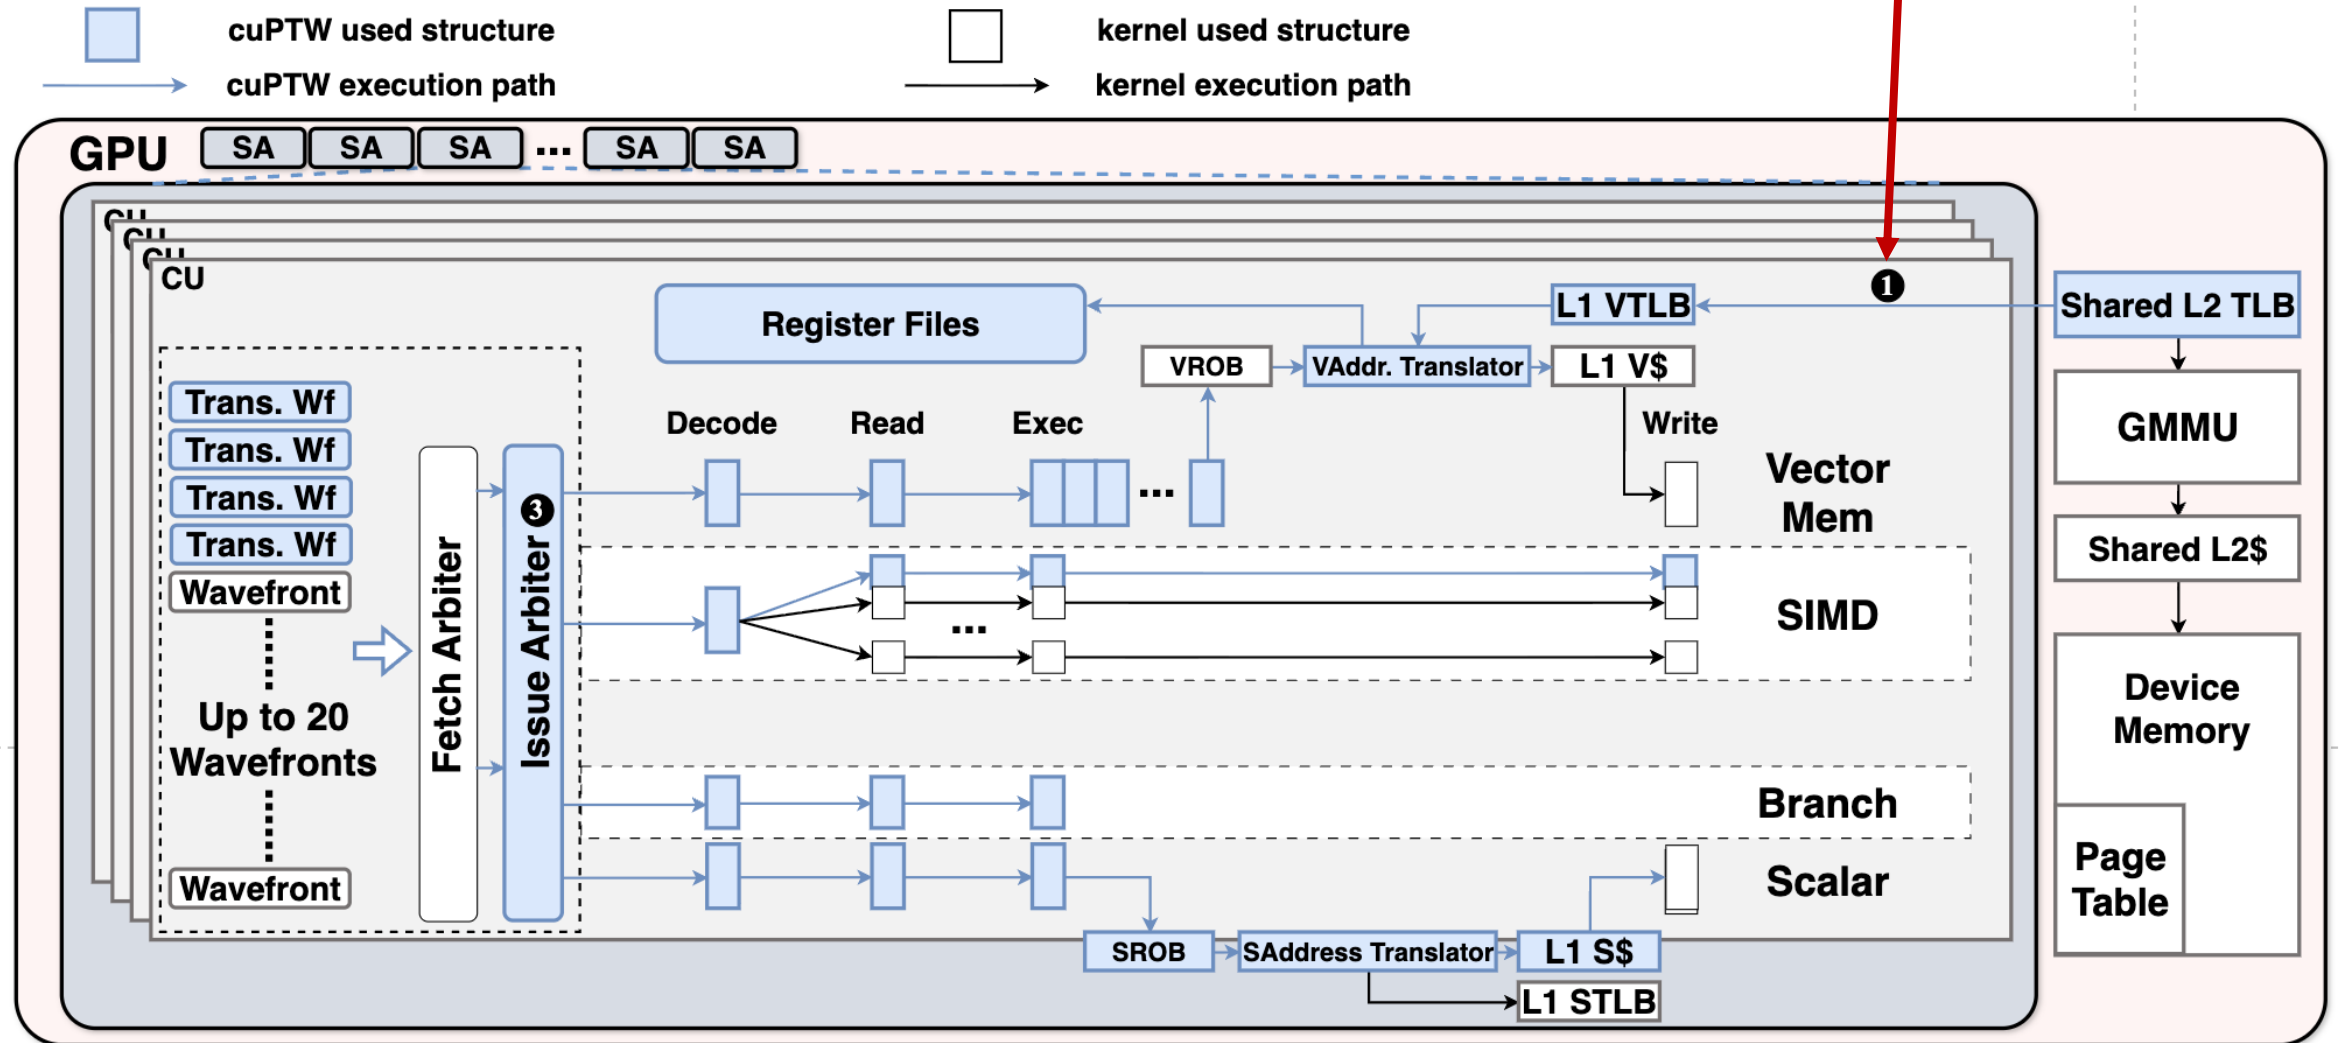 cuPTW used structure
kernel used structure
cuPTW execution path
kernel execution path
GPU
SA SA SA ... SA SA
CU
CU
CU
CU
❶
Register Files
L1 VTLB
Shared L2 TLB
VROB
VAddr. Translator
L1 V$
Trans. Wf
Trans. Wf
Trans. Wf
Trans. Wf
Wavefront
Up to 20
Wavefronts
Wavefront
Fetch Arbiter
Issue Arbiter ❸
Decode
Read
Exec
Write
...
Vector
Mem
GMMU
Shared L2$
SIMD
...
Device
Memory
Branch
Page
Table
Scalar
SROB
SAddress Translator
L1 S$
L1 STLB